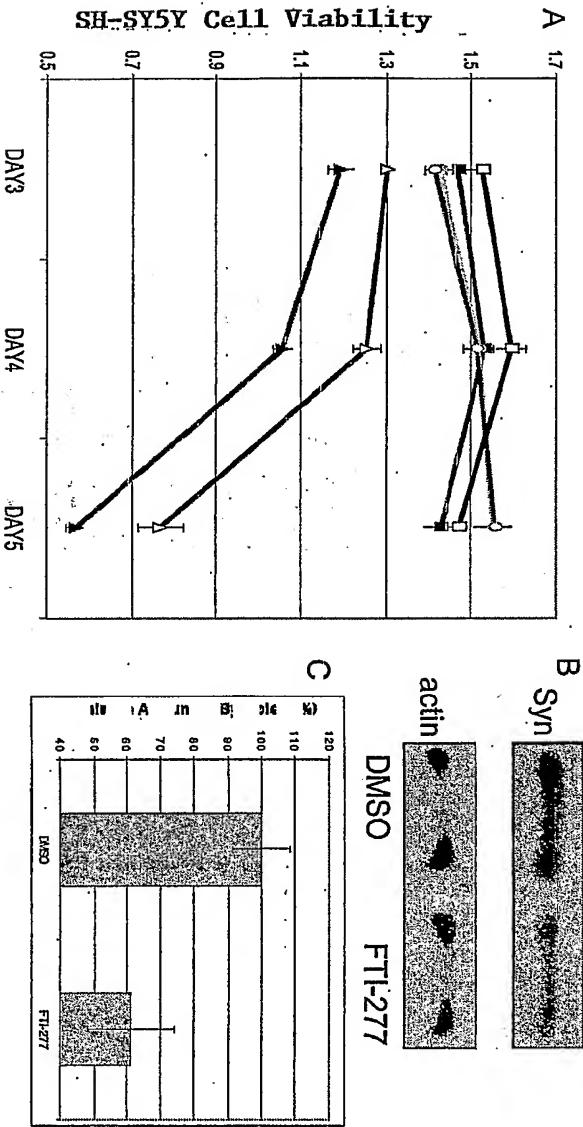 A
SH-SY5Y Cell Viability
1.7
1.5
1.3
1.1
0.9
0.7
0.5
DAY3 DAY4 DAY5
B
Syn
actin
DMSO FTI-277
C
120
110
100
90
80
70
60
50
40
DMSO FTI-277